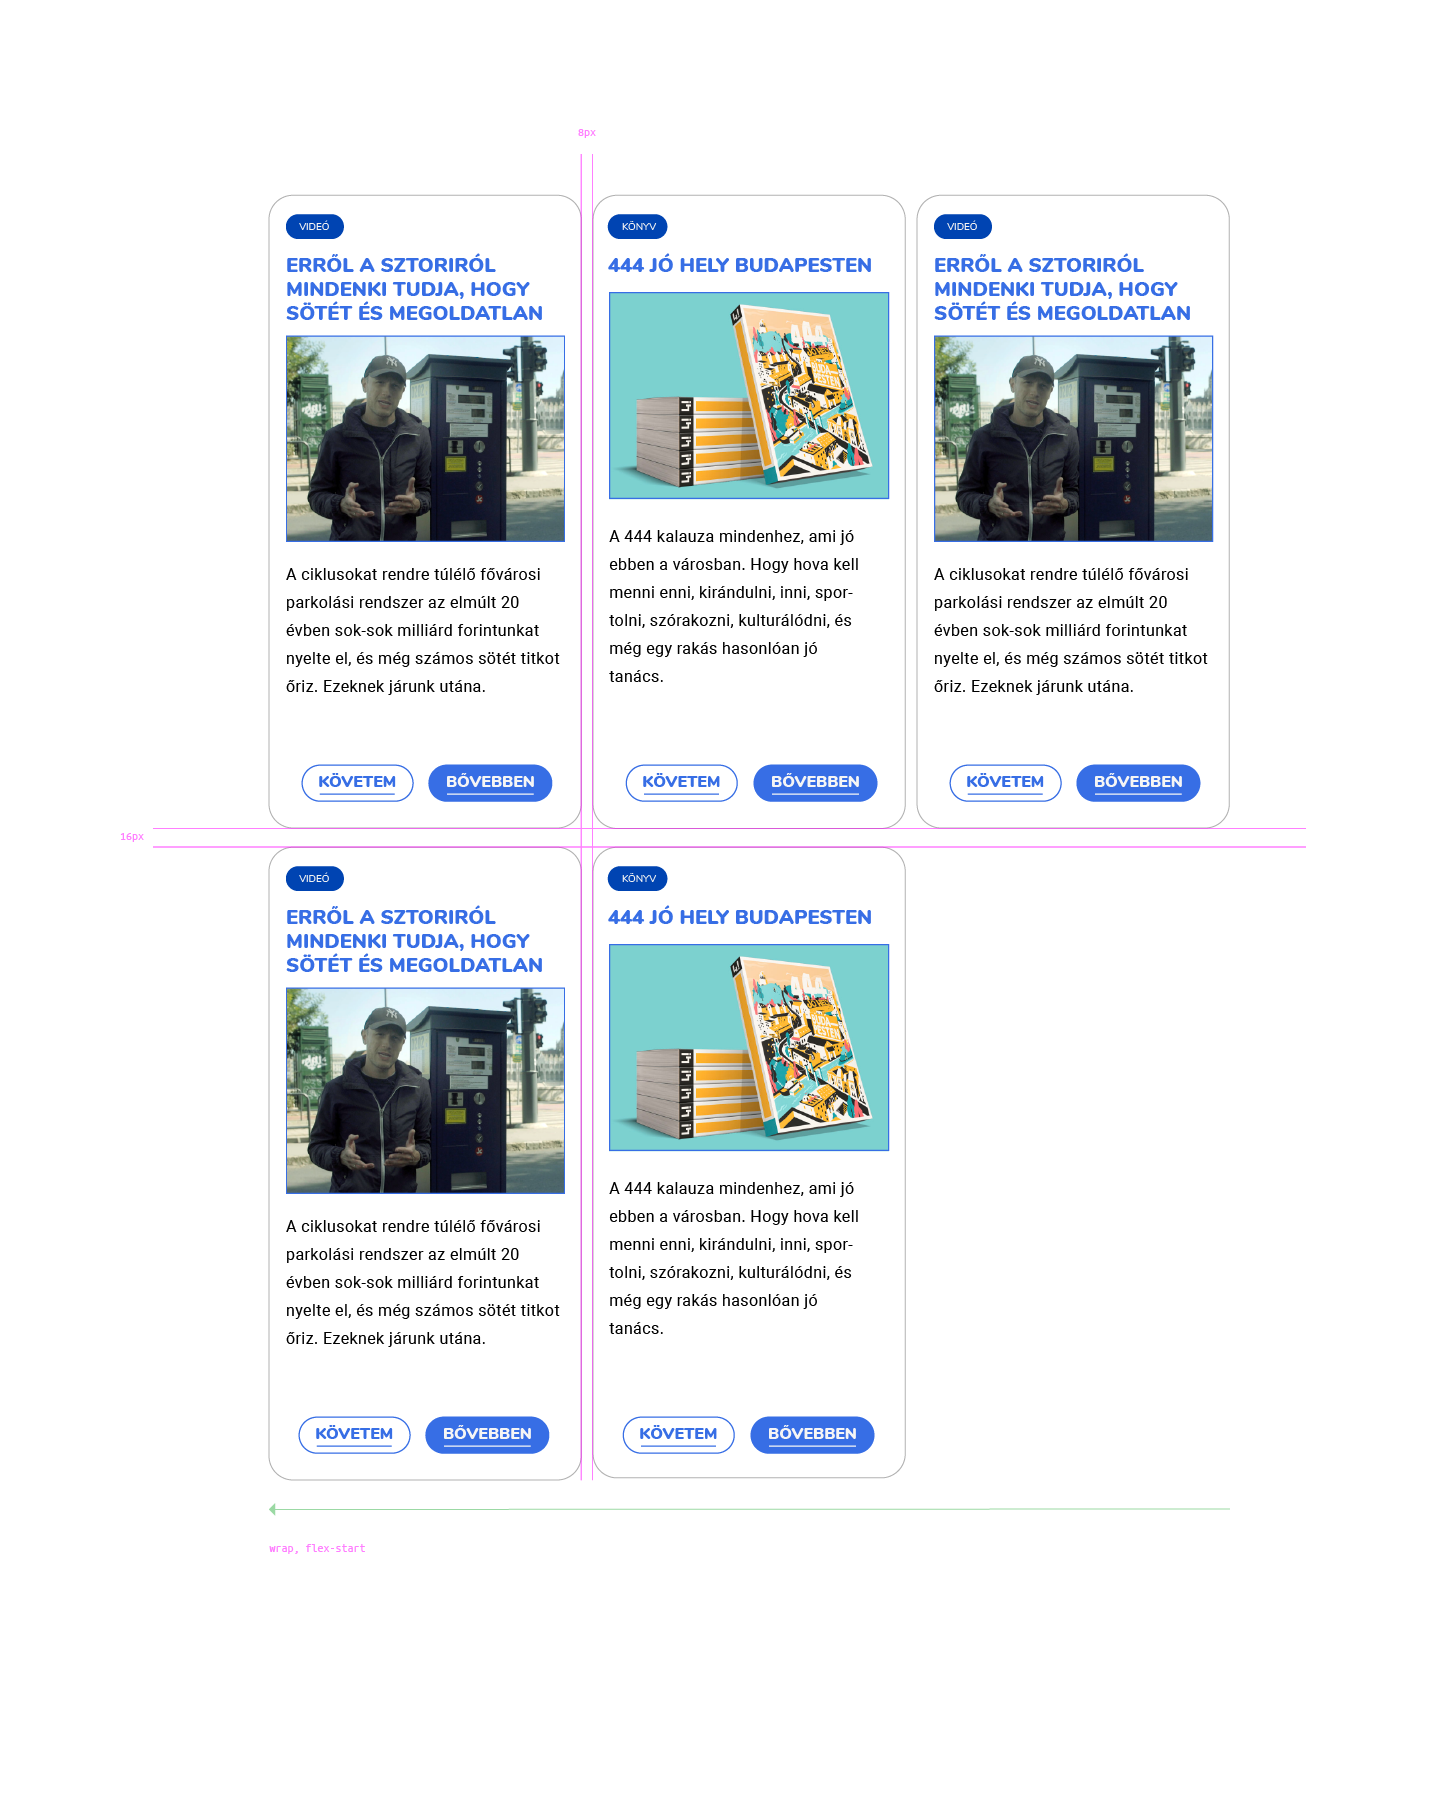 8px
VIDEÓ
ERRŐL A SZTORIRÓL
MINDENKI TUDJA, HOGY
SÖTÉT ÉS MEGOLDATLAN
A ciklusokat rendre túlélő fővárosi
parkolási rendszer az elmúlt 20
évben sok-sok milliárd forintunkat
nyelte el, és még számos sötét titkot
őriz. Ezeknek járunk utána.
KÖVETEM
BŐVEBBEN
KÖNYV
444 JÓ HELY BUDAPESTEN
A 444 kalauza mindenhez, ami jó
ebben a városban. Hogy hova kell
menni enni, kirándulni, inni, spor-
tolni, szórakozni, kulturálódni, és
még egy rakás hasonlóan jó
tanács.
KÖVETEM
BŐVEBBEN
VIDEÓ
ERRŐL A SZTORIRÓL
MINDENKI TUDJA, HOGY
SÖTÉT ÉS MEGOLDATLAN
A ciklusokat rendre túlélő fővárosi
parkolási rendszer az elmúlt 20
évben sok-sok milliárd forintunkat
nyelte el, és még számos sötét titkot
őriz. Ezeknek járunk utána.
KÖVETEM
BŐVEBBEN
16px
VIDEÓ
ERRŐL A SZTORIRÓL
MINDENKI TUDJA, HOGY
SÖTÉT ÉS MEGOLDATLAN
A ciklusokat rendre túlélő fővárosi
parkolási rendszer az elmúlt 20
évben sok-sok milliárd forintunkat
nyelte el, és még számos sötét titkot
őriz. Ezeknek járunk utána.
KÖVETEM
BŐVEBBEN
KÖNYV
444 JÓ HELY BUDAPESTEN
A 444 kalauza mindenhez, ami jó
ebben a városban. Hogy hova kell
menni enni, kirándulni, inni, spor-
tolni, szórakozni, kulturálódni, és
még egy rakás hasonlóan jó
tanács.
KÖVETEM
BŐVEBBEN
wrap, flex-start